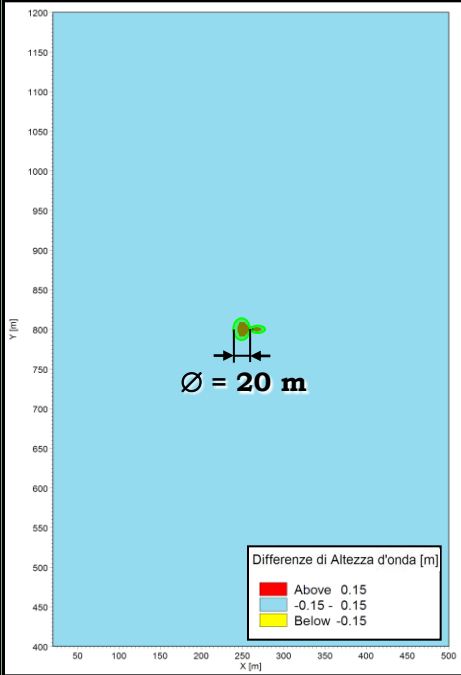 1200
1150
1100
1050
1000
950
900
850
800
750
700
650
600
550
500
450
400
Y [m]
∅ = 20 m
Differenze di Altezza d'onda [m]
Above 0.15
-0.15 - 0.15
Below -0.15
50 100 150 200 250 300 350 400 450 500
X [m]